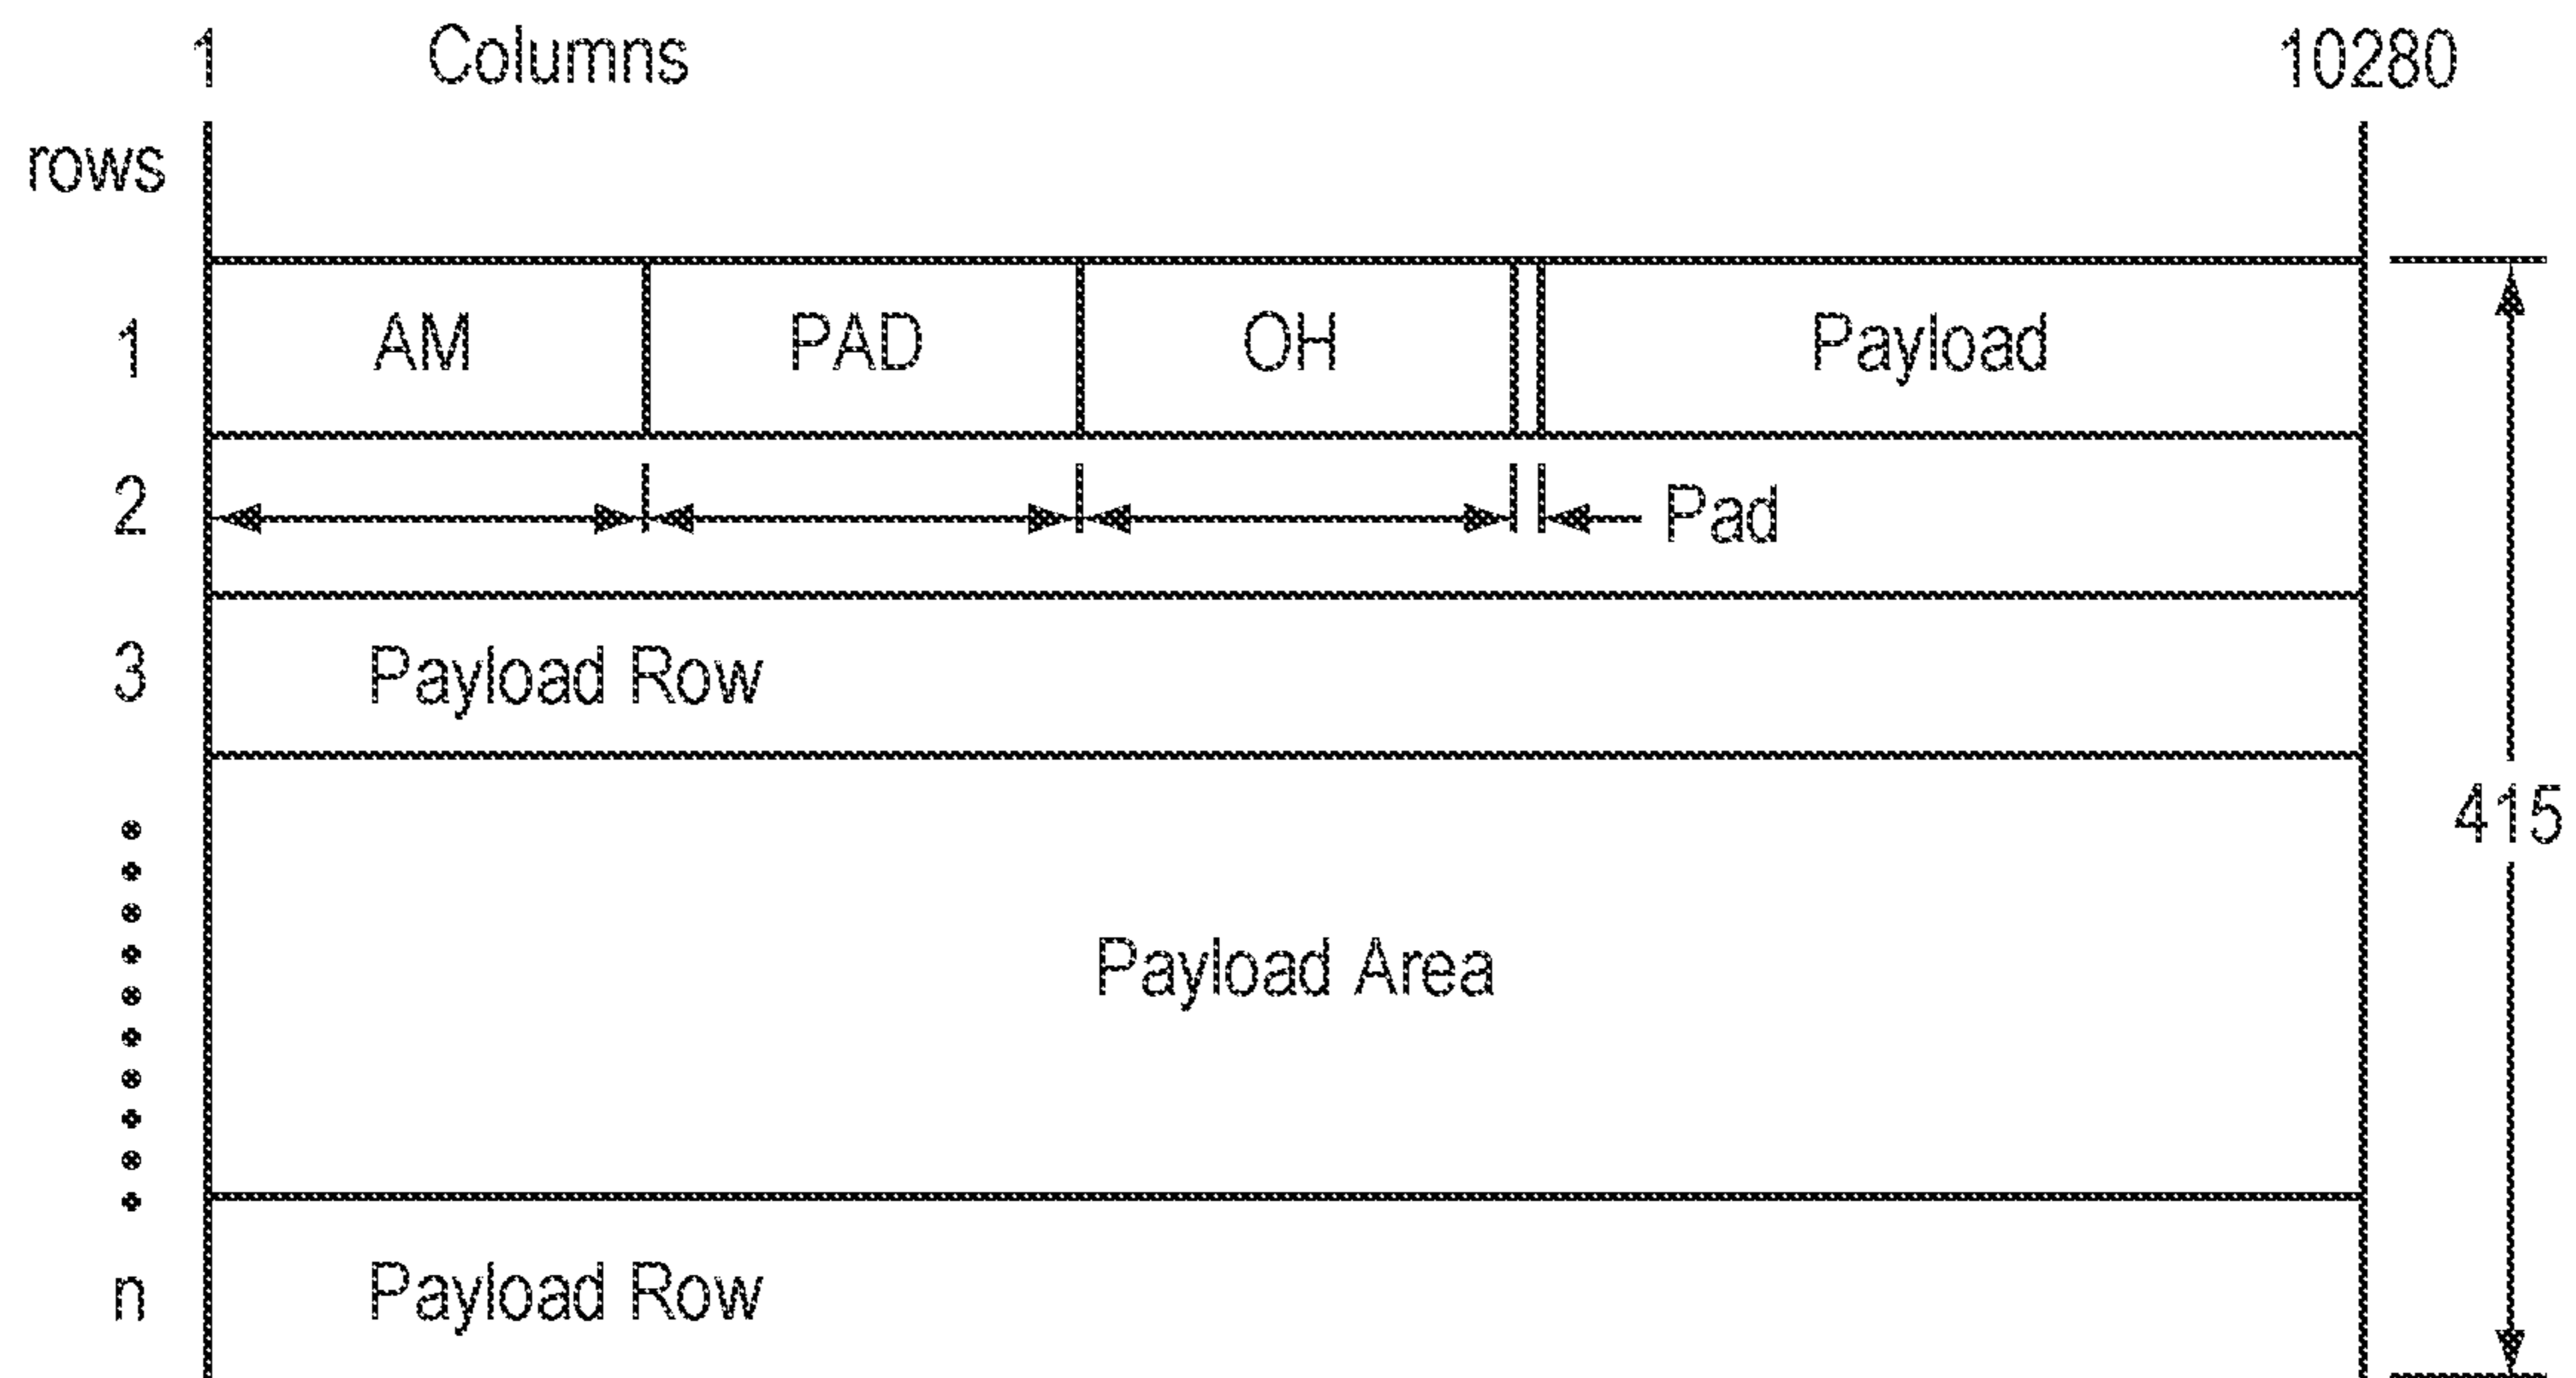 1 Columns 10280
rows
1 AM PAD OH Payload
2 Pad
3 Payload Row
415
Payload Area
n Payload Row